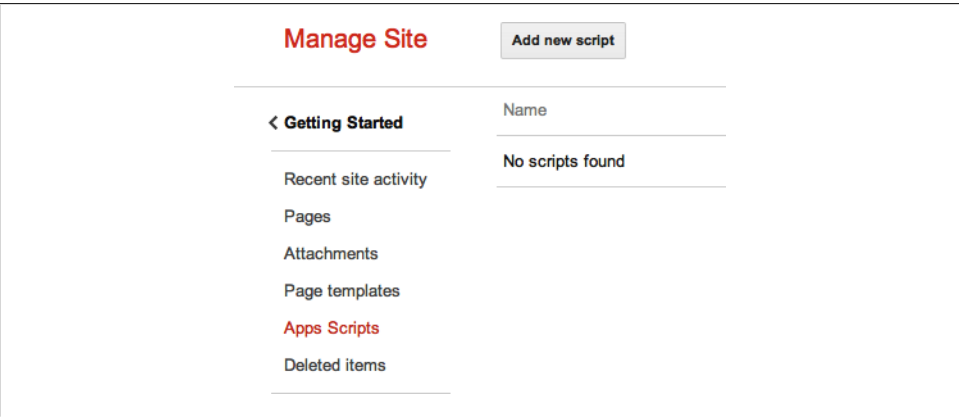 Manage Site
Add new script
Getting Started
Name
No scripts found
Recent site activity
Pages
Attachments
Page templates
Apps Scripts
Deleted items